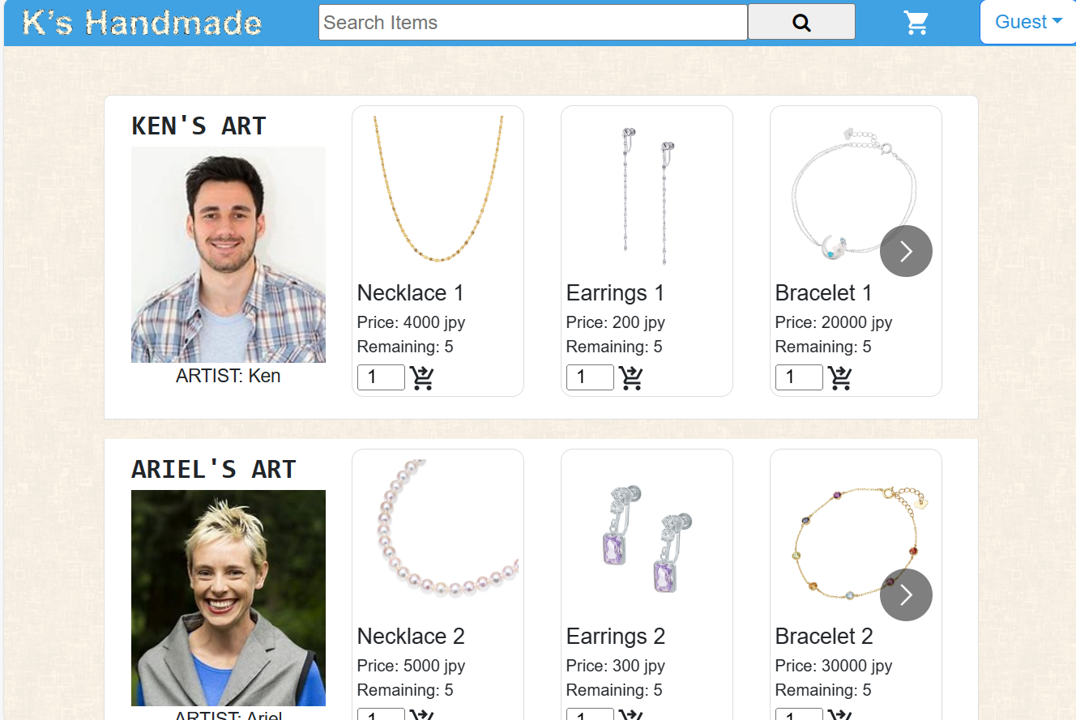 K's Handmade
Search Items
Guest
KEN'S ART
ARTIST: Ken
Necklace 1
Price: 4000 jpy
Remaining: 5
1
Earrings 1
Price: 200 jpy
Remaining: 5
1
Bracelet 1
Price: 20000 jpy
Remaining: 5
1
ARIEL'S ART
ARTIST: Ariel
Necklace 2
Price: 5000 jpy
Remaining: 5
1
Earrings 2
Price: 300 jpy
Remaining: 5
1
Bracelet 2
Price: 30000 jpy
Remaining: 5
1